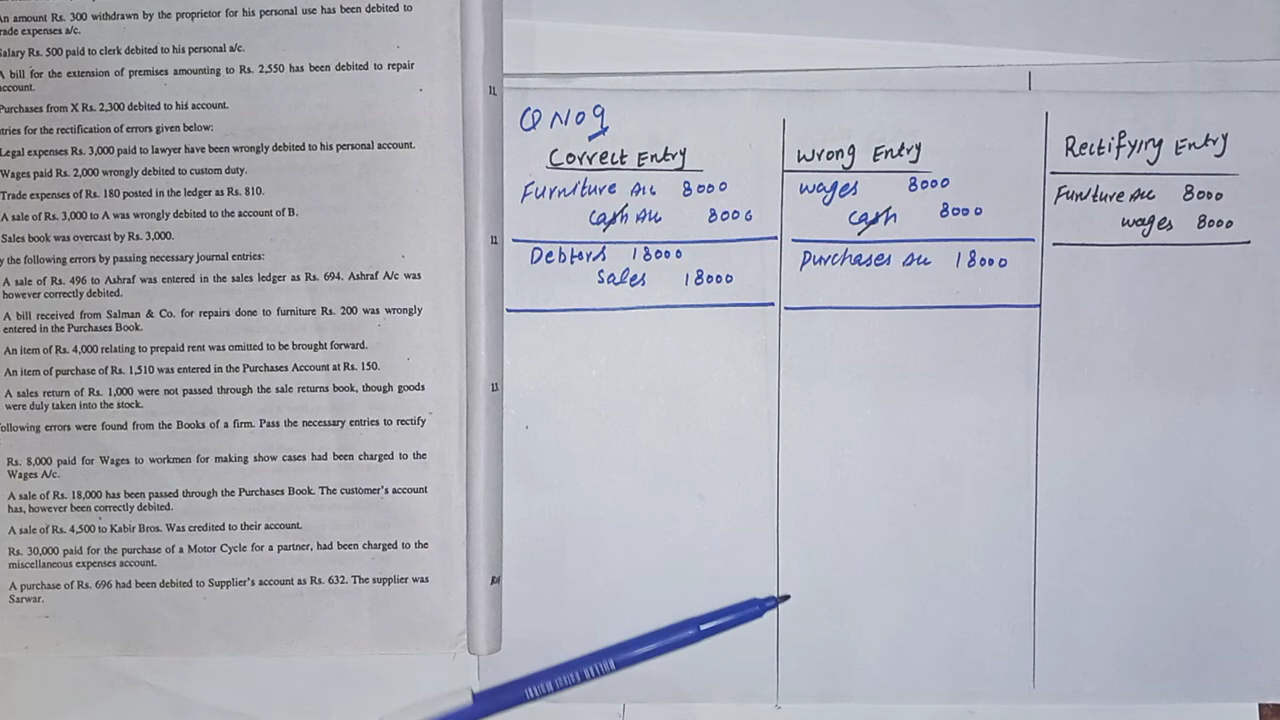 An amount Rs. 300 withdrawn by the proprietor for his personal use has been debited to
rade expenses a/c.
Salary Rs. 500 paid to clerk debited to his personal a/c.
A bill for the extension of premises amounting to Rs. 2,550 has been debited to repair
account.
Purchases from X Rs. 2,300 debited to his account.
tries for the rectification of errors given below:
Legal expenses Rs. 3,000 paid to lawyer have been wrongly debited to his personal account.
Wages paid Rs. 2,000 wrongly debited to custom duty.
Trade expenses of Rs. 180 posted in the ledger as Rs. 810.
A sale of Rs. 3,000 to A was wrongly debited to the account of B.
Sales book was overcast by Rs. 3,000.
y the following errors by passing necessary journal entries:
A sale of Rs. 496 to Ashraf was entered in the sales ledger as Rs. 694. Ashraf A/c was
however correctly debited.
A bill received from Salman & Co. for repairs done to furniture Rs. 200 was wrongly
entered in the Purchases Book.
An item of Rs. 4,000 relating to prepaid rent was omitted to be brought forward.
An item of purchase of Rs. 1,510 was entered in the Purchases Account at Rs. 150.
A sales return of Rs. 1,000 were not passed through the sale returns book, though goods
were duly taken into the stock.
ollowing errors were found from the Books of a firm. Pass the necessary entries to rectify
Rs. 8,000 paid for Wages to workmen for making show cases had been charged to the
Wages A/c.
A sale of Rs. 18,000 has been passed through the Purchases Book. The customer's account
has, however been correctly debited.
A sale of Rs. 4,500 to Kabir Bros. Was credited to their account.
Rs. 30,000 paid for the purchase of a Motor Cycle for a partner, had been charged to the
miscellaneous expenses account.
A purchase of Rs. 696 had been debited to Supplier's account as Rs. 632. The supplier was
Sarwar.
11
11
11
Q No 9
Correct Entry
Furniture A/c 8000
cash A/c 8000
Debtors 18000
Sales 18000
Wrong Entry
wages 8000
cash 8000
Purchases A/c 18000
Rectifying Entry
Furniture A/c 8000
wages 8000